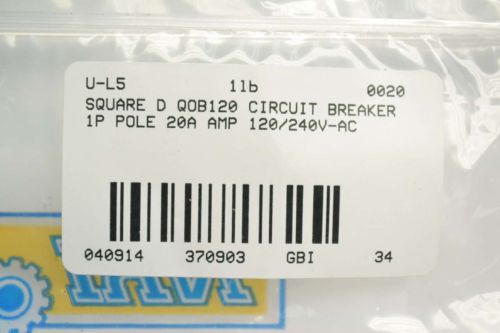 U-L5 1lb 0020
SQUARE D QOB120 CIRCUIT BREAKER
1P POLE 20A AMP 120/240V-AC
040914 370903 GBI 34